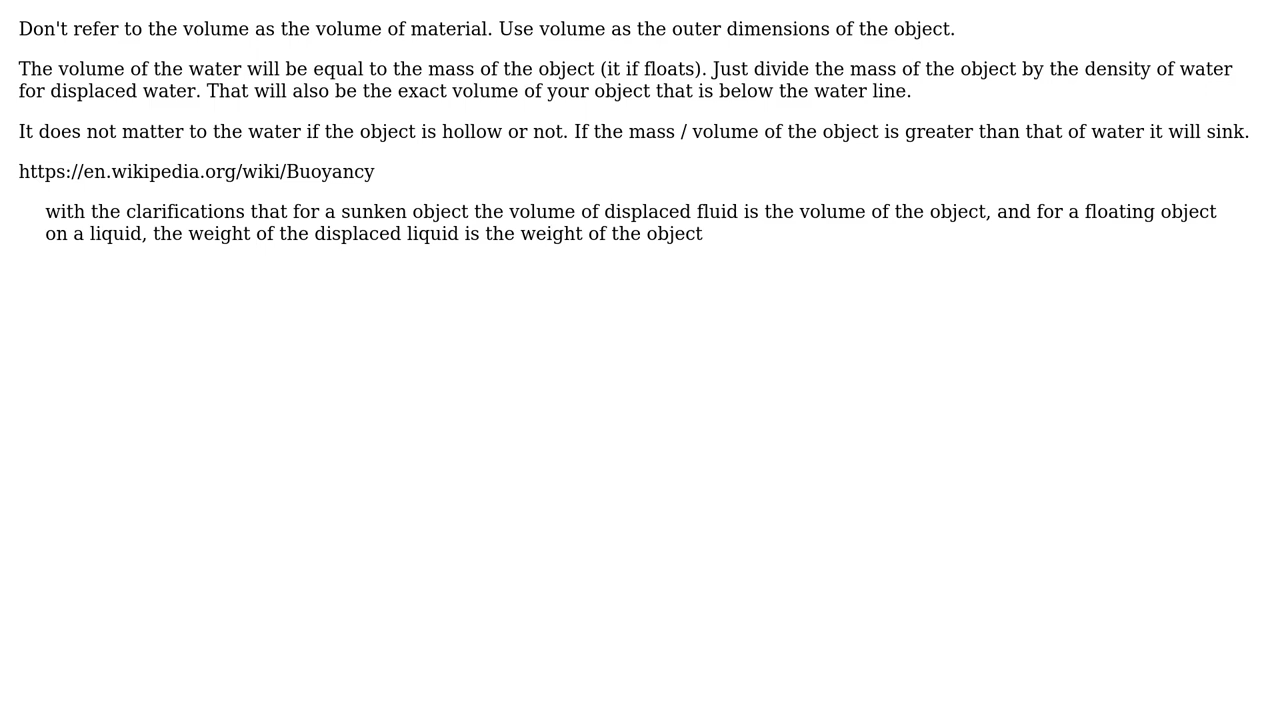 Don't refer to the volume as the volume of material. Use volume as the outer dimensions of the object.
The volume of the water will be equal to the mass of the object (it if floats). Just divide the mass of the object by the density of water
for displaced water. That will also be the exact volume of your object that is below the water line.
It does not matter to the water if the object is hollow or not. If the mass / volume of the object is greater than that of water it will sink.
https://en.wikipedia.org/wiki/Buoyancy
with the clarifications that for a sunken object the volume of displaced fluid is the volume of the object, and for a floating object
on a liquid, the weight of the displaced liquid is the weight of the object